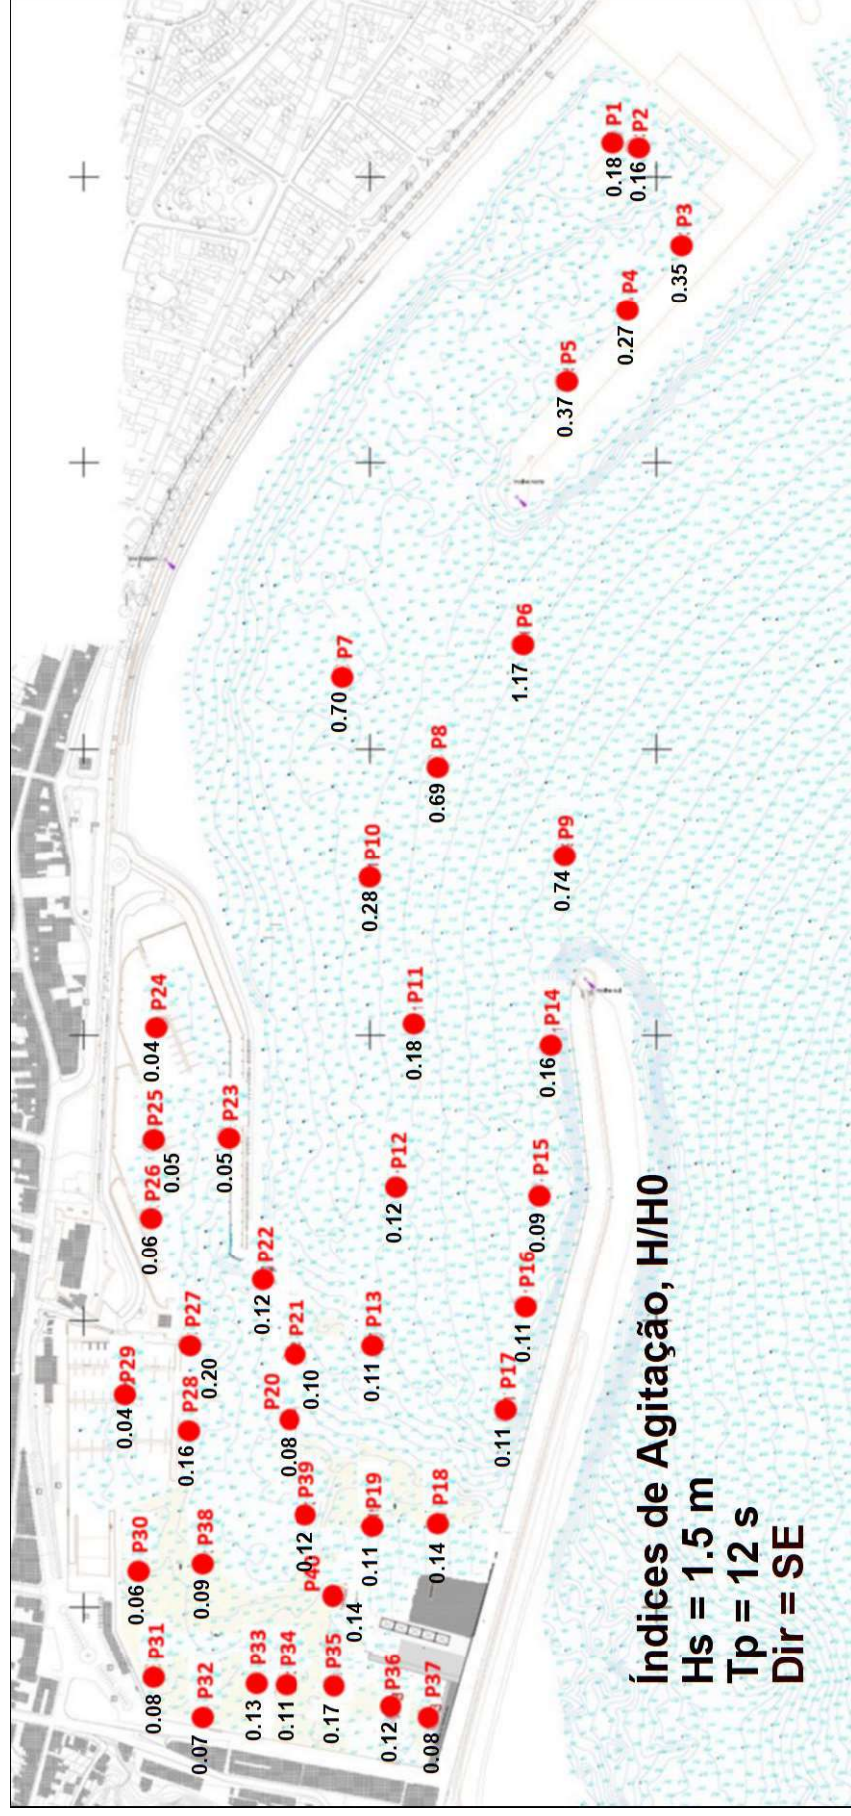 P1
0.18
P2
0.16
P3
0.35
P4
0.27
P5
0.37
P6
1.17
P7
0.70
P8
0.69
P9
0.74
P10
0.28
P11
0.18
P12
0.12
P13
0.11
P14
0.16
P15
0.09
P16
0.11
P17
0.11
P18
0.14
P19
0.11
P20
0.08
P21
0.10
P22
0.12
P23
0.05
P24
0.04
P25
0.05
P26
0.06
P27
0.20
P28
0.16
P29
0.04
P30
0.06
P31
0.08
P32
0.07
P33
0.13
P34
0.11
P35
0.17
P36
0.12
P37
0.08
P38
0.09
P39
0.12
P40
0.14
Índices de Agitação, H/H0
Hs = 1.5 m
Tp = 12 s
Dir = SE